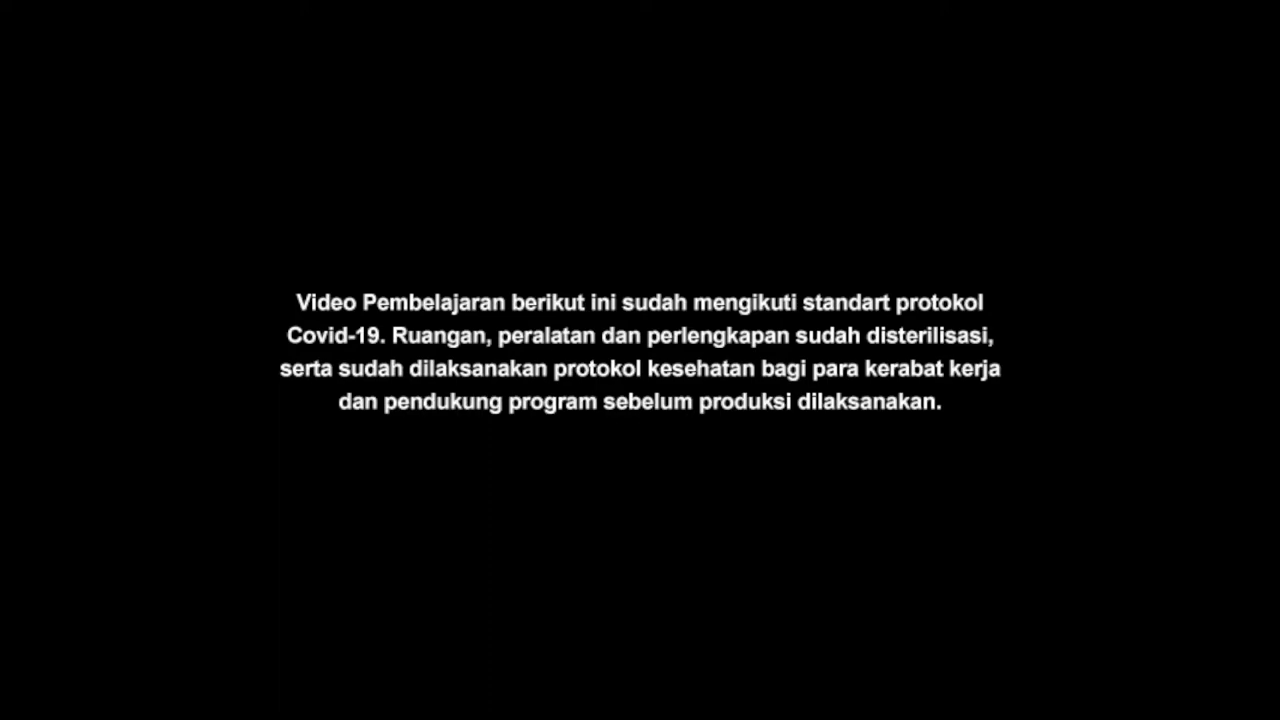 Video Pembelajaran berikut ini sudah mengikuti standart protokol
Covid-19. Ruangan, peralatan dan perlengkapan sudah disterilisasi,
serta sudah dilaksanakan protokol kesehatan bagi para kerabat kerja
dan pendukung program sebelum produksi dilaksanakan.